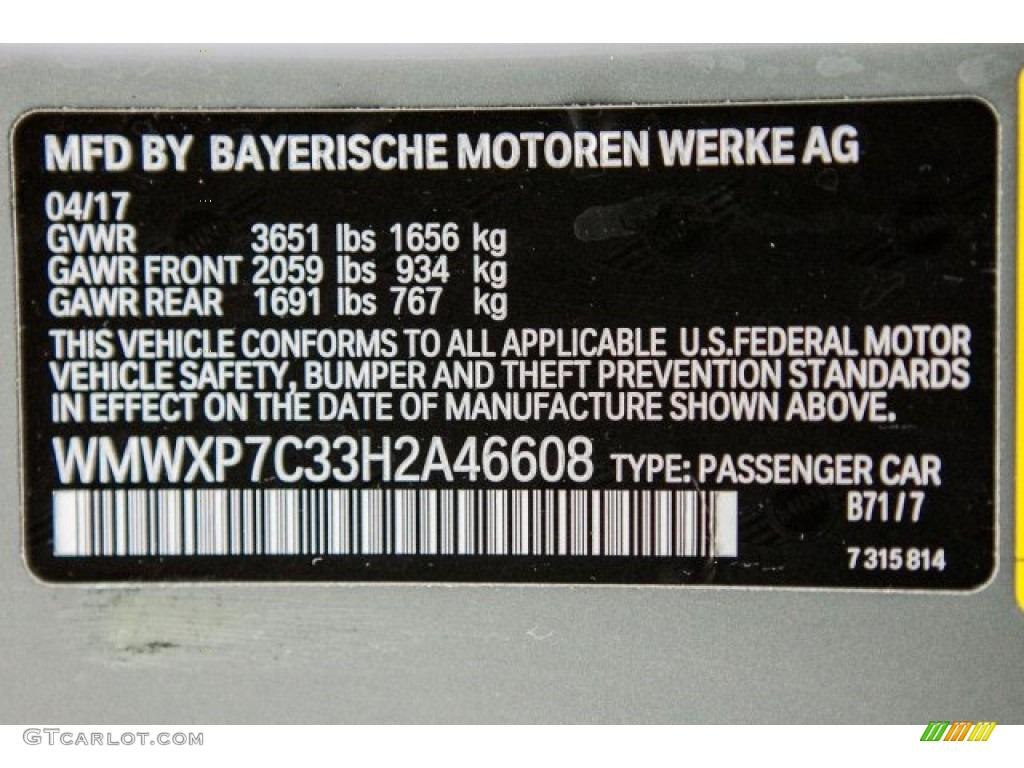 MFD BY BAYERISCHE MOTOREN WERKE AG
04/17
GVWR 3651 lbs 1656 kg
GAWR FRONT 2059 lbs 934 kg
GAWR REAR 1691 lbs 767 kg
THIS VEHICLE CONFORMS TO ALL APPLICABLE U.S.FEDERAL MOTOR
VEHICLE SAFETY, BUMPER AND THEFT PREVENTION STANDARDS
IN EFFECT ON THE DATE OF MANUFACTURE SHOWN ABOVE.
WMWXP7C33H2A46608 TYPE: PASSENGER CAR
B71/7
7 315 814
GTCARLOT.COM